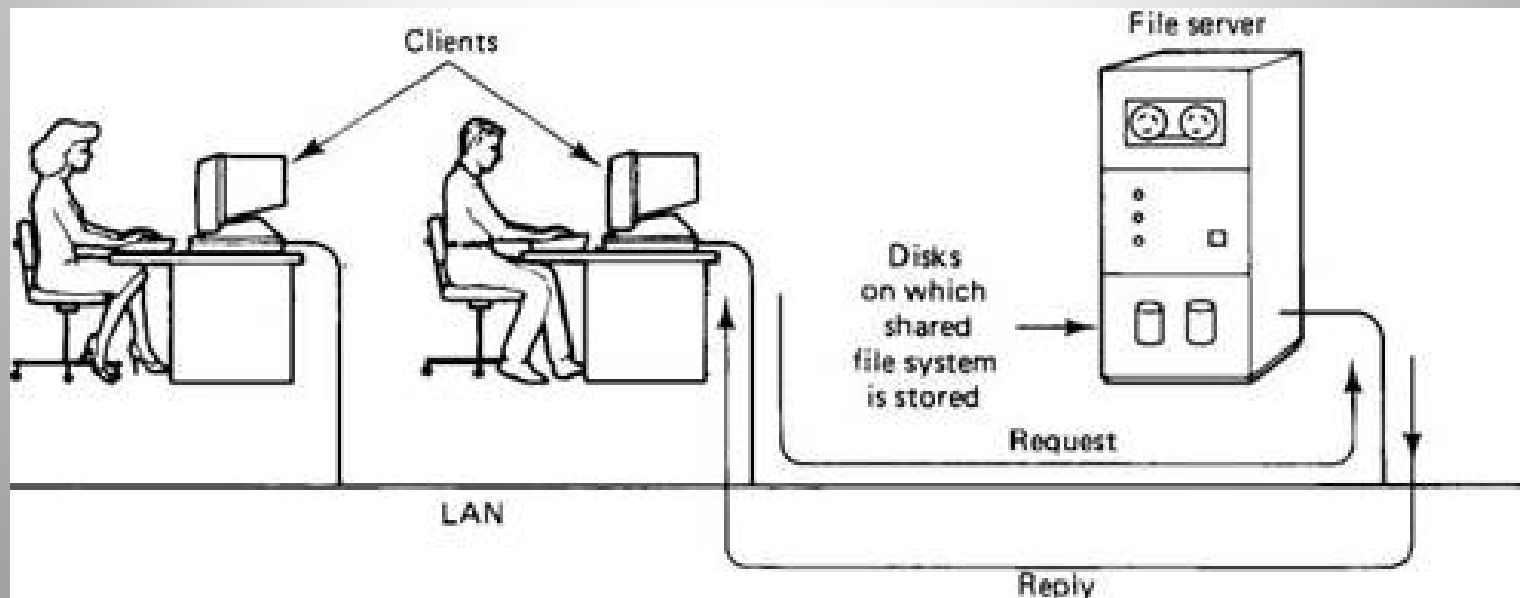 Clients
File server
Disks
on which
shared
file system
is stored
Request
LAN
Reply